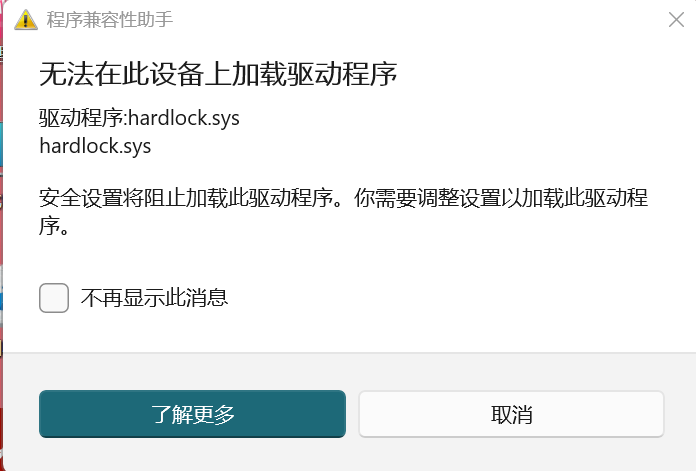 程序兼容性助手
无法在此设备上加载驱动程序
驱动程序:hardlock.sys
hardlock.sys
安全设置将阻止加载此驱动程序。你需要调整设置以加载此驱动程
序。
不再显示此消息
了解更多
取消